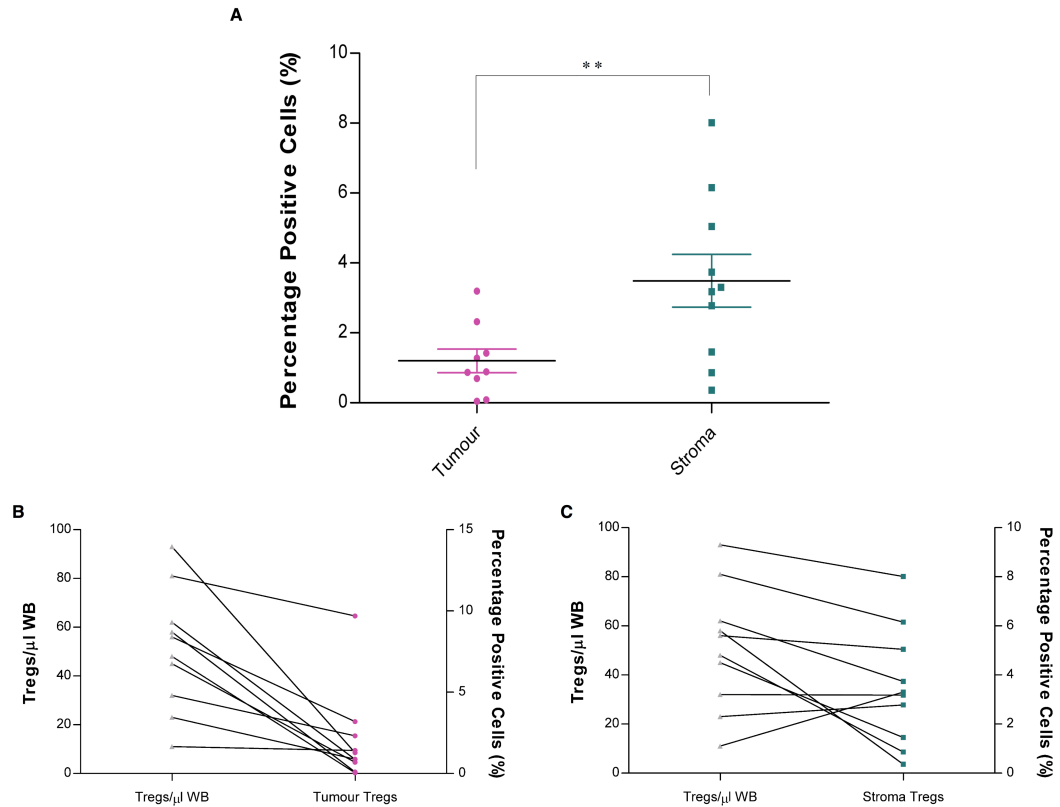 A
Percentage Positive Cells (%)
10
8
6
4
2
0
**
Tumour
Stroma
B
Tregs/µl WB
100
80
60
40
20
0
15
10
5
0
Percentage Positive Cells (%)
Tregs/µl WB
Tumour Tregs
C
Tregs/µl WB
100
80
60
40
20
0
10
8
6
4
2
0
Percentage Positive Cells (%)
Tregs/µl WB
Stroma Tregs